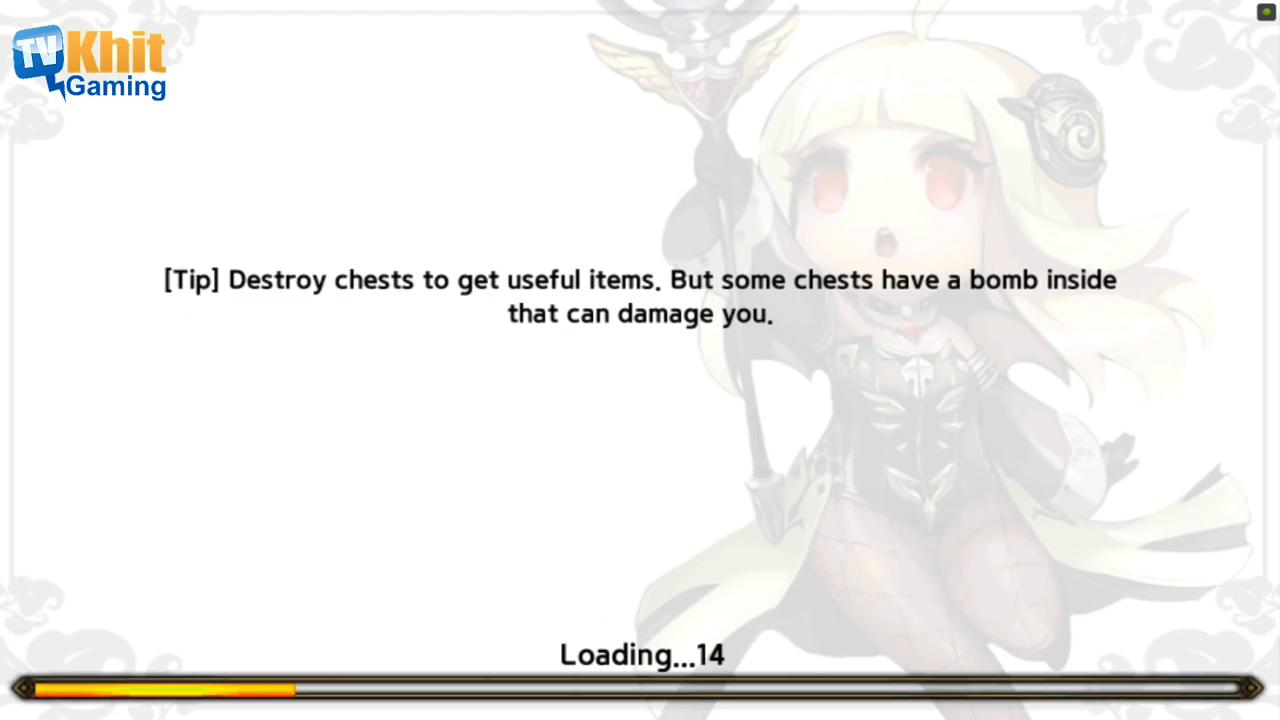 TV Khit
Gaming
[Tip] Destroy chests to get useful items. But some chests have a bomb inside
that can damage you.
Loading...14